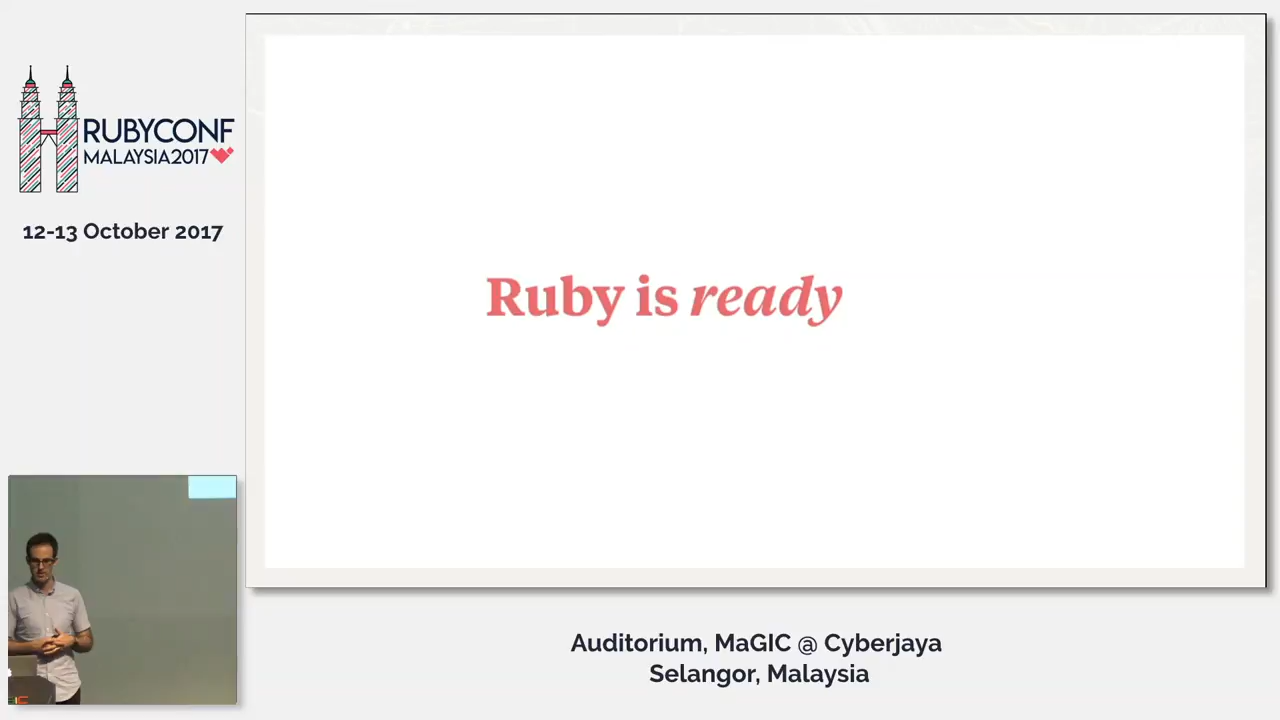 RUBYCONF
MALAYSIA2017
12-13 October 2017
Ruby is ready
Auditorium, MaGIC @ Cyberjaya
Selangor, Malaysia